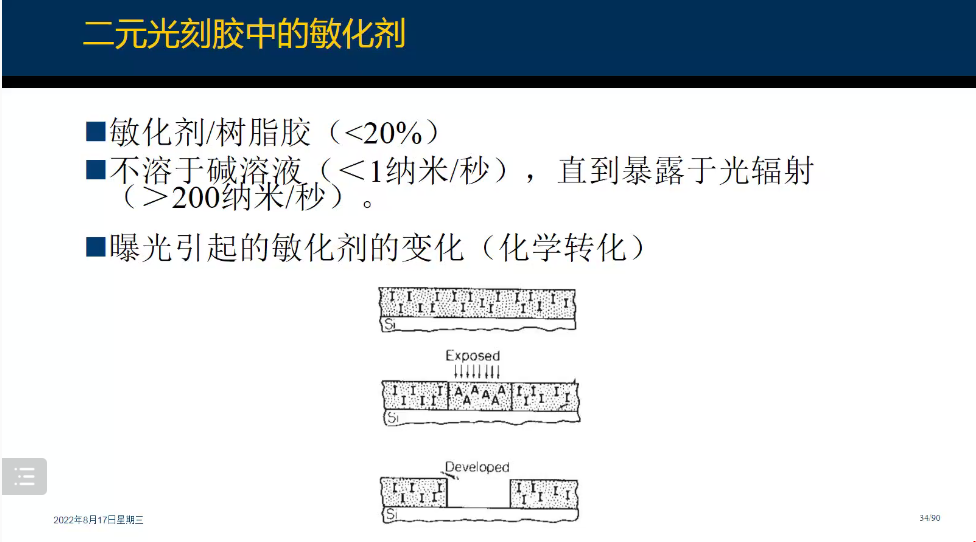 二元光刻胶中的敏化剂
■敏化剂/树脂胶（<20%）
■不溶于碱溶液（＜1纳米/秒），直到暴露于光辐射
（＞200纳米/秒）。
■曝光引起的敏化剂的变化（化学转化）
I I I I I I I I I I I I I I I I
Si
Exposed
I I I I I I A A A A A A I I I I I I
Si
Developed
I I I I I I I I I I I I
Si
2022年8月17日星期三
34/90